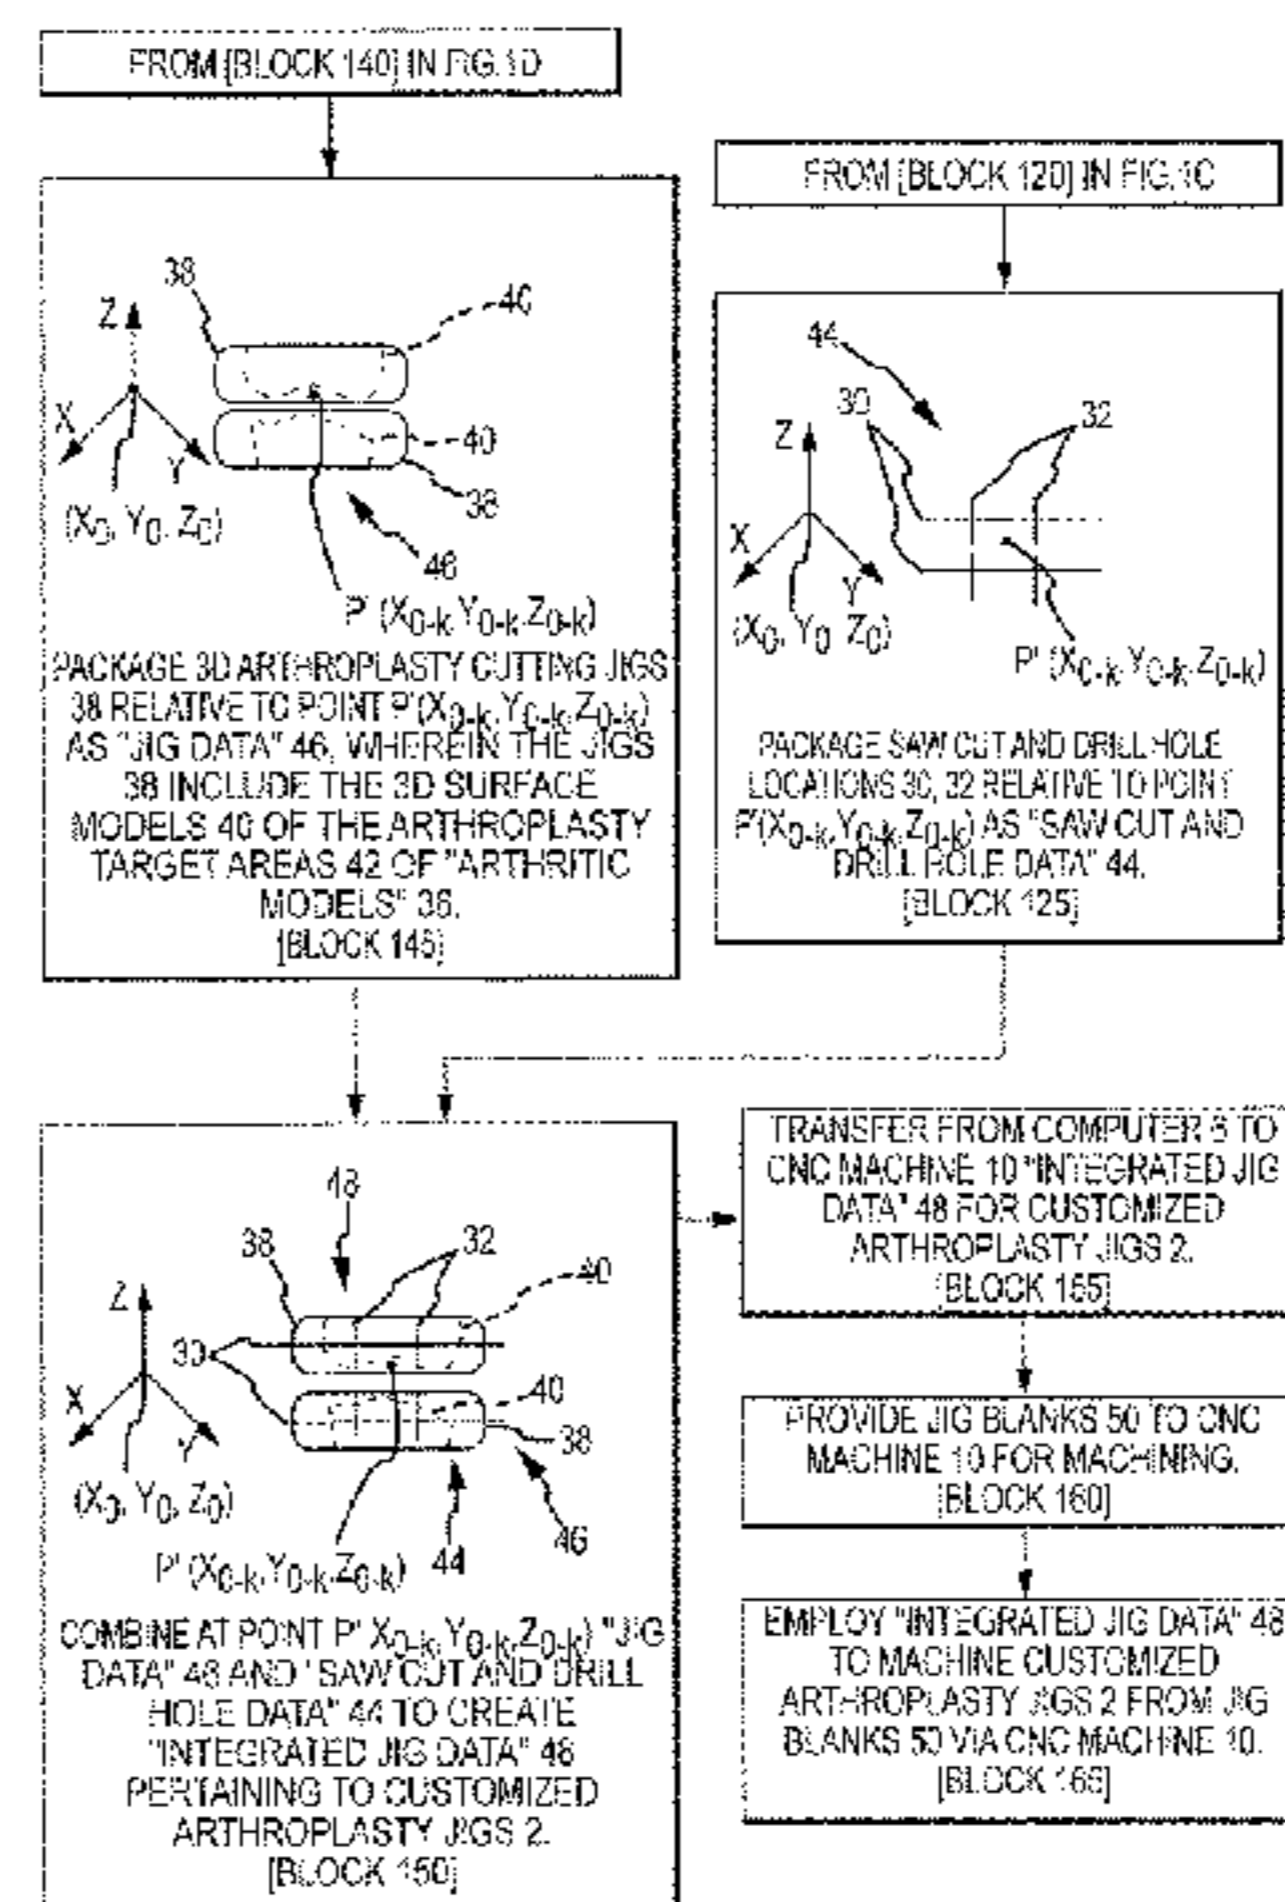 FROM [BLOCK 140] IN FIG. 1D
38
40
Z
X
Y
40
38
(X0, Y0, Z0)
46
P' (X0-k, Y0-k, Z0-k)
PACKAGE 3D ARTHROPLASTY CUTTING JIGS
38 RELATIVE TO POINT P'(X0-k, Y0-k, Z0-k)
AS "JIG DATA" 46, WHEREIN THE JIGS
38 INCLUDE THE 3D SURFACE
MODELS 40 OF THE ARTHROPLASTY
TARGET AREAS 42 OF "ARTHRITIC
MODELS" 36.
[BLOCK 145]
FROM [BLOCK 120] IN FIG. 1C
44
30
32
Z
X
Y
(X0, Y0, Z0)
P' (X0-k, Y0-k, Z0-k)
PACKAGE SAW CUT AND DRILL HOLE
LOCATIONS 30, 32 RELATIVE TO POINT
P'(X0-k, Y0-k, Z0-k) AS "SAW CUT AND
DRILL HOLE DATA" 44.
[BLOCK 125]
48
38
32
40
Z
30
40
X
Y
38
(X0, Y0, Z0)
46
P' (X0-k, Y0-k, Z0-k)
44
COMBINE AT POINT P' X0-k, Y0-k, Z0-k) "JIG
DATA" 46 AND "SAW CUT AND DRILL
HOLE DATA" 44 TO CREATE
"INTEGRATED JIG DATA" 48
PERTAINING TO CUSTOMIZED
ARTHROPLASTY JIGS 2.
[BLOCK 150]
TRANSFER FROM COMPUTER 6 TO
CNC MACHINE 10 "INTEGRATED JIG
DATA" 48 FOR CUSTOMIZED
ARTHROPLASTY JIGS 2.
[BLOCK 155]
PROVIDE JIG BLANKS 50 TO CNC
MACHINE 10 FOR MACHINING.
[BLOCK 160]
EMPLOY "INTEGRATED JIG DATA" 48
TO MACHINE CUSTOMIZED
ARTHROPLASTY JIGS 2 FROM JIG
BLANKS 50 VIA CNC MACHINE 10.
[BLOCK 165]